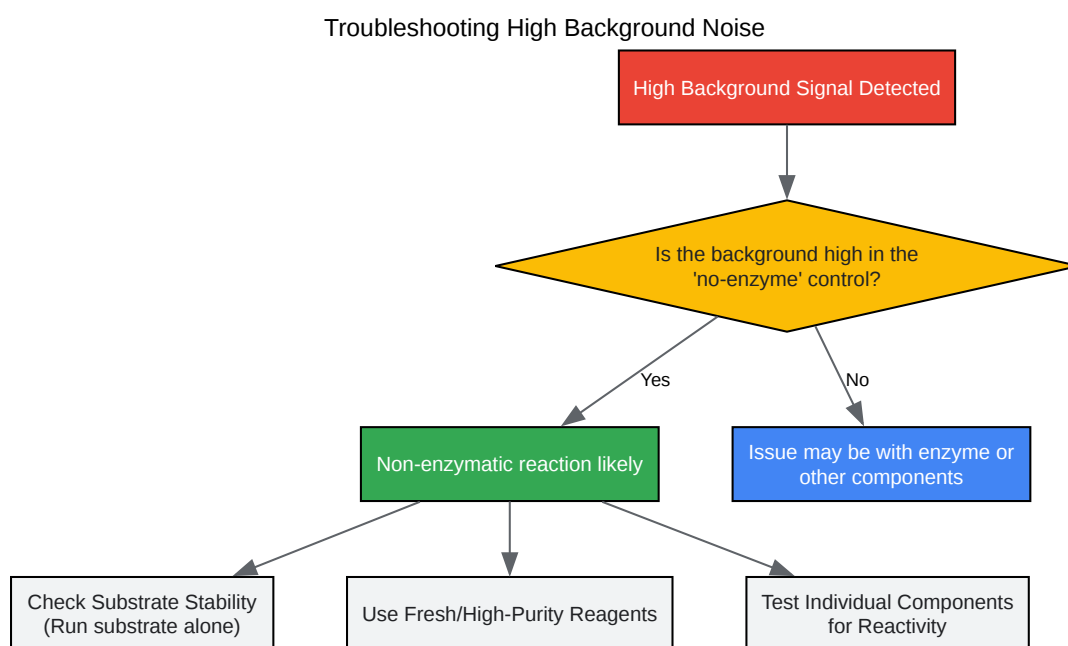 Troubleshooting High Background Noise
High Background Signal Detected
Is the background high in the
'no-enzyme' control?
Yes
No
Non-enzymatic reaction likely
Issue may be with enzyme or
other components
Check Substrate Stability
(Run substrate alone)
Use Fresh/High-Purity Reagents
Test Individual Components
for Reactivity